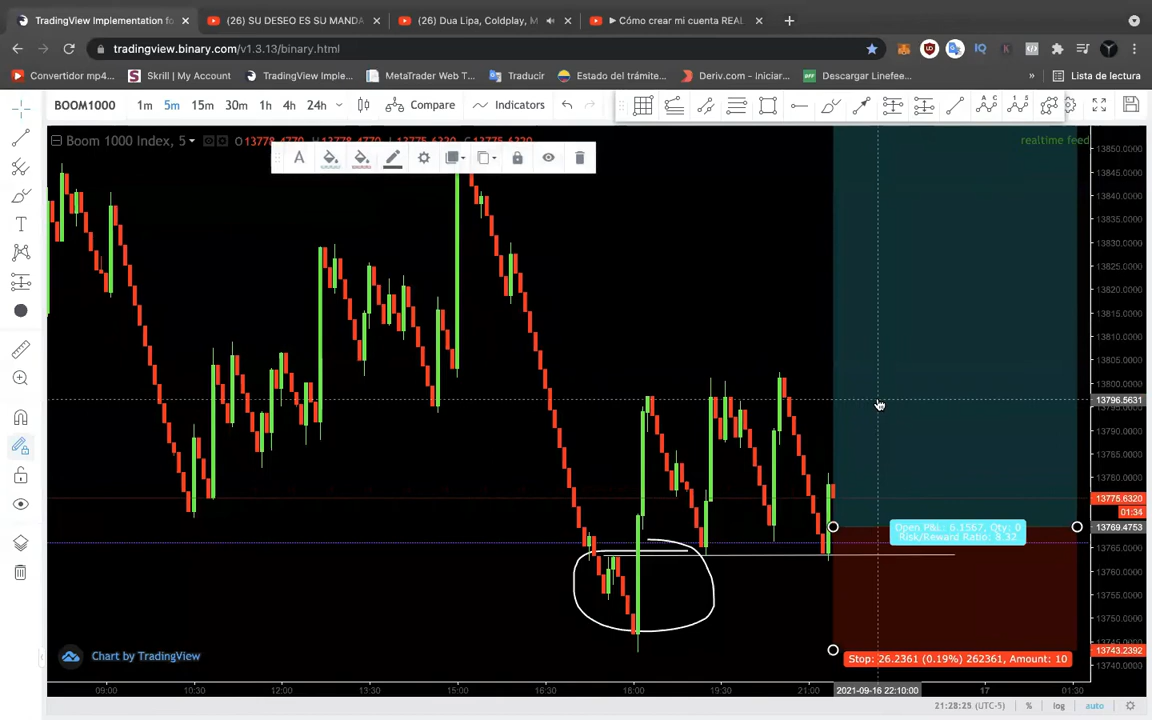 TradingView Implementation fo
(26) SU DESEO ES SU MANDA
(26) Dua Lipa, Coldplay, M
▶ Cómo crear mi cuenta REAL
tradingview.binary.com/v1.3.13/binary.html
Convertidor mp4...
Skrill | My Account
TradingView Imple...
MetaTrader Web T...
Traducir
Estado del trámite...
Deriv.com - Iniciar...
Descargar Linefee...
Lista de lectura
BOOM1000 1m 5m 15m 30m 1h 4h 24h Compare Indicators
Boom 1000 Index, 5
realtime feed
13850.0000
13845.0000
13840.0000
13835.0000
13830.0000
13825.0000
13820.0000
13815.0000
13810.0000
13805.0000
13800.0000
13796.5631
13790.0000
13785.0000
13780.0000
13775.6320
01:34
13769.4753
13765.0000
13760.0000
13755.0000
13750.0000
13743.2392
13740.0000
Open P&L: 6.1567, Qty: 0
Risk/Reward Ratio: 8.32
Stop: 26.2361 (0.19%) 262361, Amount: 10
Chart by TradingView
09:00 10:30 12:00 13:30 15:00 16:30 18:00 19:30 21:00 2021-09-16 22:10:00 17 01:30
21:28:25 (UTC-5) % log auto